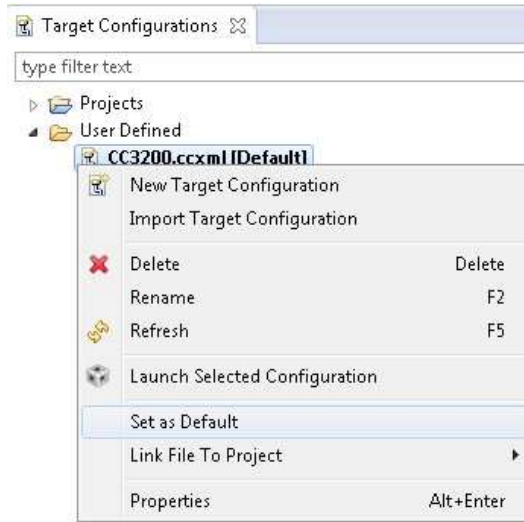 Target Configurations
type filter text
Projects
User Defined
CC3200.ccxml [Default]
New Target Configuration
Import Target Configuration
Delete Delete
Rename F2
Refresh F5
Launch Selected Configuration
Set as Default
Link File To Project
Properties Alt+Enter